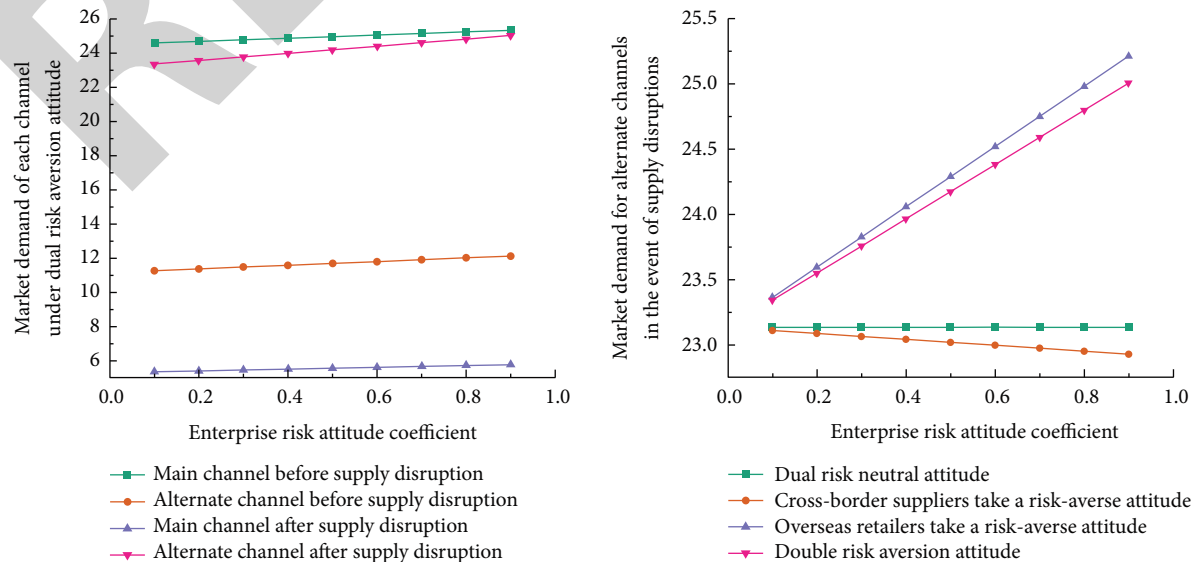 Market demand of each channel
under dual risk aversion attitude
26
24
22
20
18
16
14
12
10
8
6
0.0 0.2 0.4 0.6 0.8 1.0
Enterprise risk attitude coefficient
Main channel before supply disruption
Alternate channel before supply disruption
Main channel after supply disruption
Alternate channel after supply disruption
Market demand for alternate channels
in the event of supply disruptions
25.5
25.0
24.5
24.0
23.5
23.0
0.0 0.2 0.4 0.6 0.8 1.0
Enterprise risk attitude coefficient
Dual risk neutral attitude
Cross-border suppliers take a risk-averse attitude
Overseas retailers take a risk-averse attitude
Double risk aversion attitude